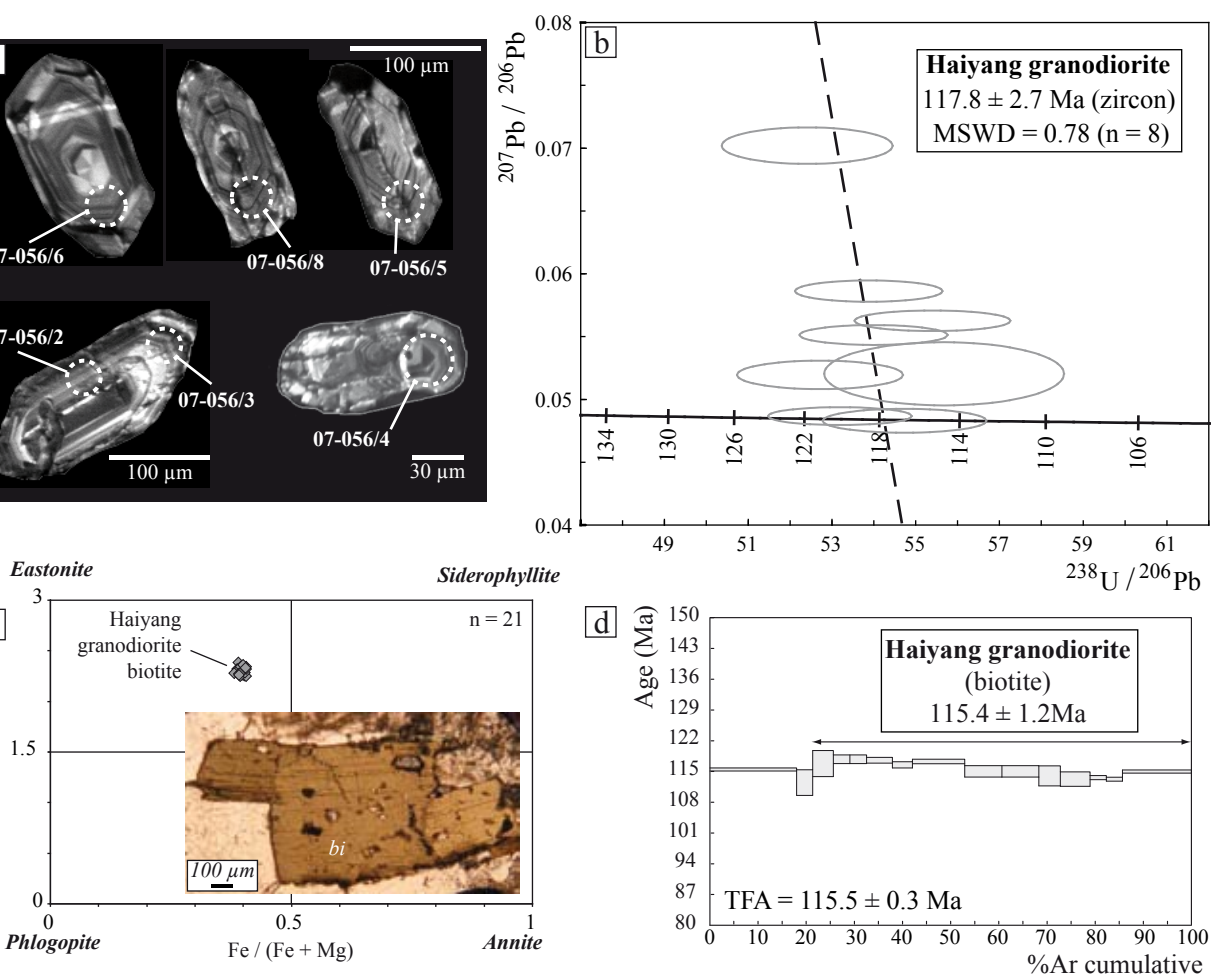 100 µm
7-056/6
07-056/8
07-056/5
7-056/2
07-056/3
07-056/4
100 µm
30 µm
b
Haiyang granodiorite
117.8 ± 2.7 Ma (zircon)
MSWD = 0.78 (n = 8)
207Pb / 206Pb
0.08
0.07
0.06
0.05
0.04
134
130
126
122
118
114
110
106
49
51
53
55
57
59
61
238U / 206Pb
Eastonite
Siderophyllite
3
1.5
0
Haiyang
granodiorite
biotite
n = 21
bi
100 µm
0
0.5
1
Phlogopite
Fe / (Fe + Mg)
Annite
d
Age (Ma)
150
143
136
129
122
115
108
101
94
87
80
Haiyang granodiorite
(biotite)
115.4 ± 1.2Ma
TFA = 115.5 ± 0.3 Ma
0
10
20
30
40
50
60
70
80
90
100
%Ar cumulative